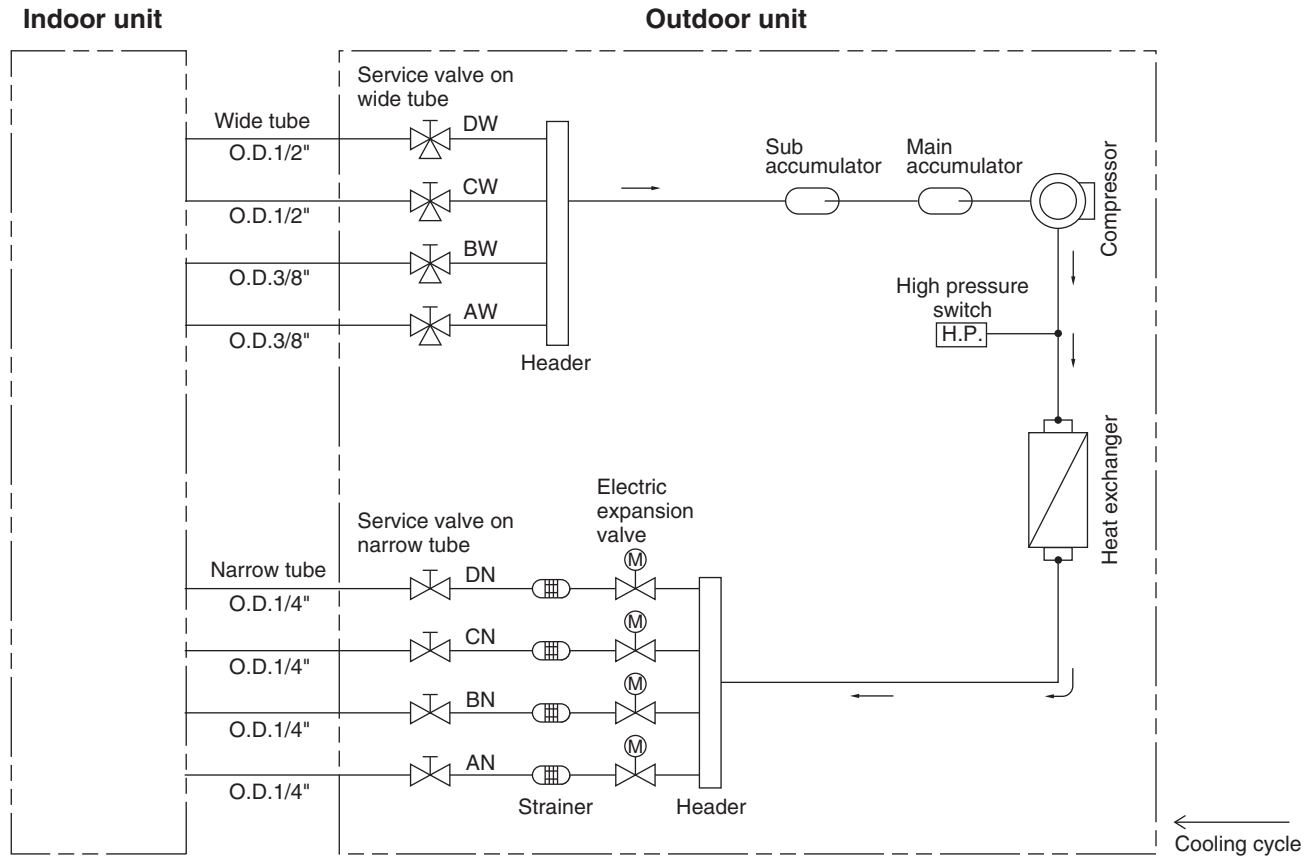 Indoor unit
Outdoor unit
Service valve on
wide tube
Wide tube
DW
O.D.1/2"
CW
O.D.1/2"
BW
O.D.3/8"
AW
O.D.3/8"
Header
Sub
accumulator
Main
accumulator
Compressor
High pressure
switch
H.P.
Heat exchanger
Electric
expansion
valve
Service valve on
narrow tube
Narrow tube
DN
M
O.D.1/4"
CN
M
O.D.1/4"
BN
M
O.D.1/4"
AN
M
O.D.1/4"
Strainer
Header
Cooling cycle